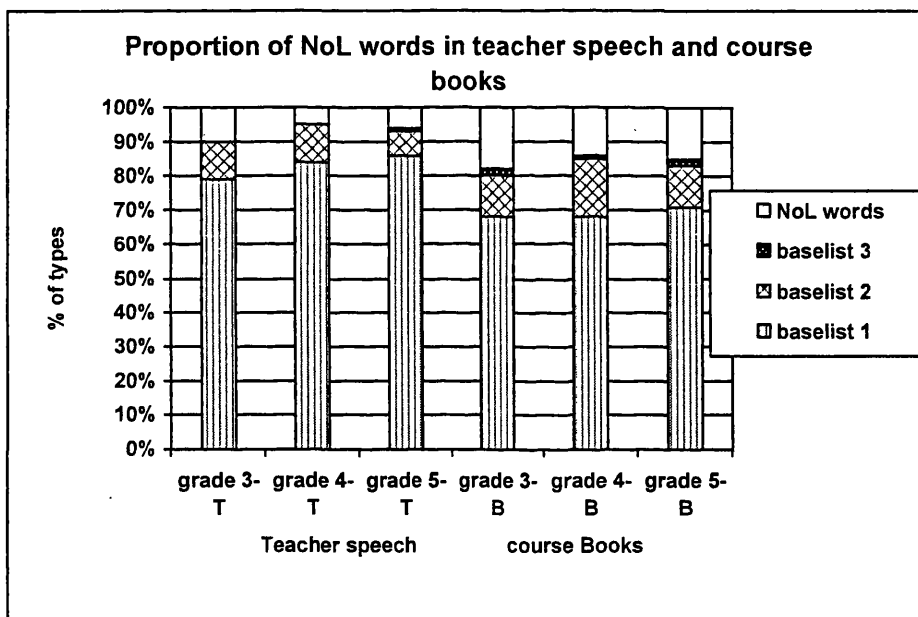 Proportion of NoL words in teacher speech and course
books
100%
90%
80%
70%
60%
50%
40%
30%
20%
10%
0%
% of types
NoL words
baselist 3
baselist 2
baselist 1
grade 3- grade 4- grade 5- grade 3- grade 4- grade 5-
T T T B B B
Teacher speech course Books